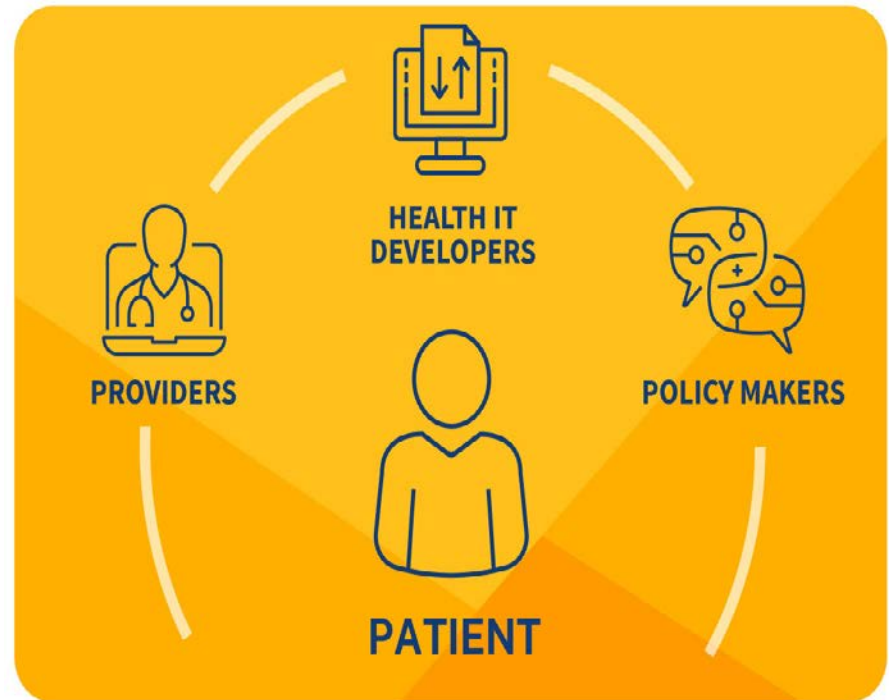 HEALTH IT
DEVELOPERS
PROVIDERS
POLICY MAKERS
PATIENT